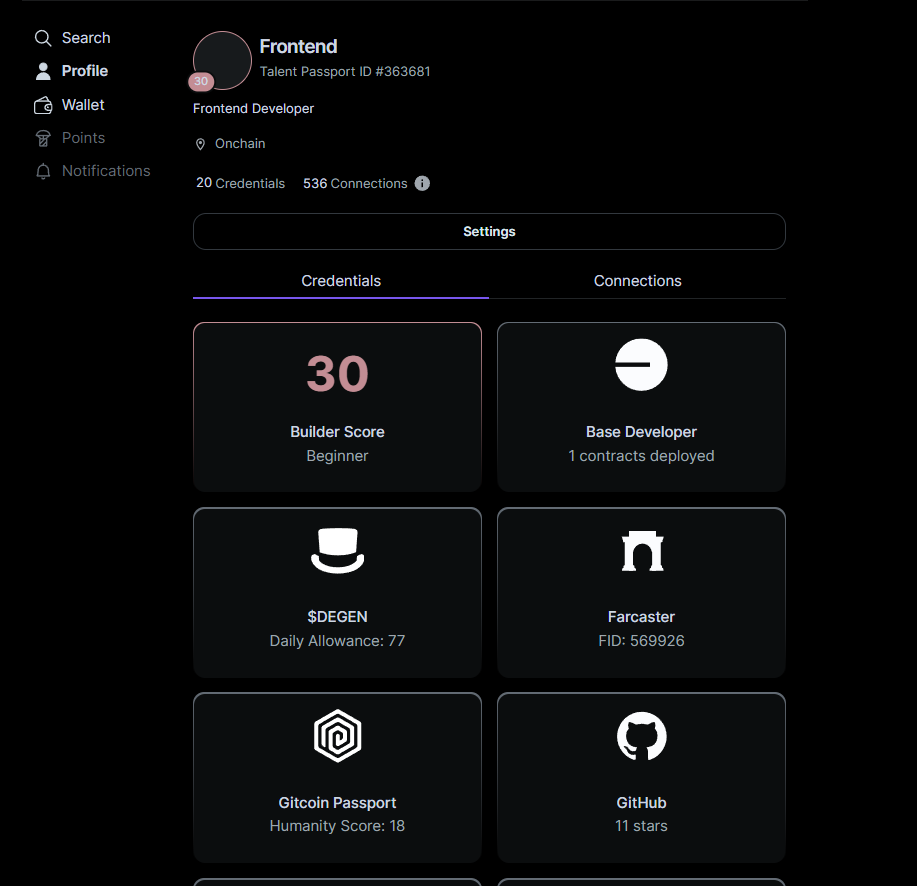 Search
Profile
Wallet
Points
Notifications
30
Frontend
Talent Passport ID #363681
Frontend Developer
Onchain
20 Credentials 536 Connections
Settings
Credentials Connections
30
Builder Score
Beginner
Base Developer
1 contracts deployed
$DEGEN
Daily Allowance: 77
Farcaster
FID: 569926
Gitcoin Passport
Humanity Score: 18
GitHub
11 stars